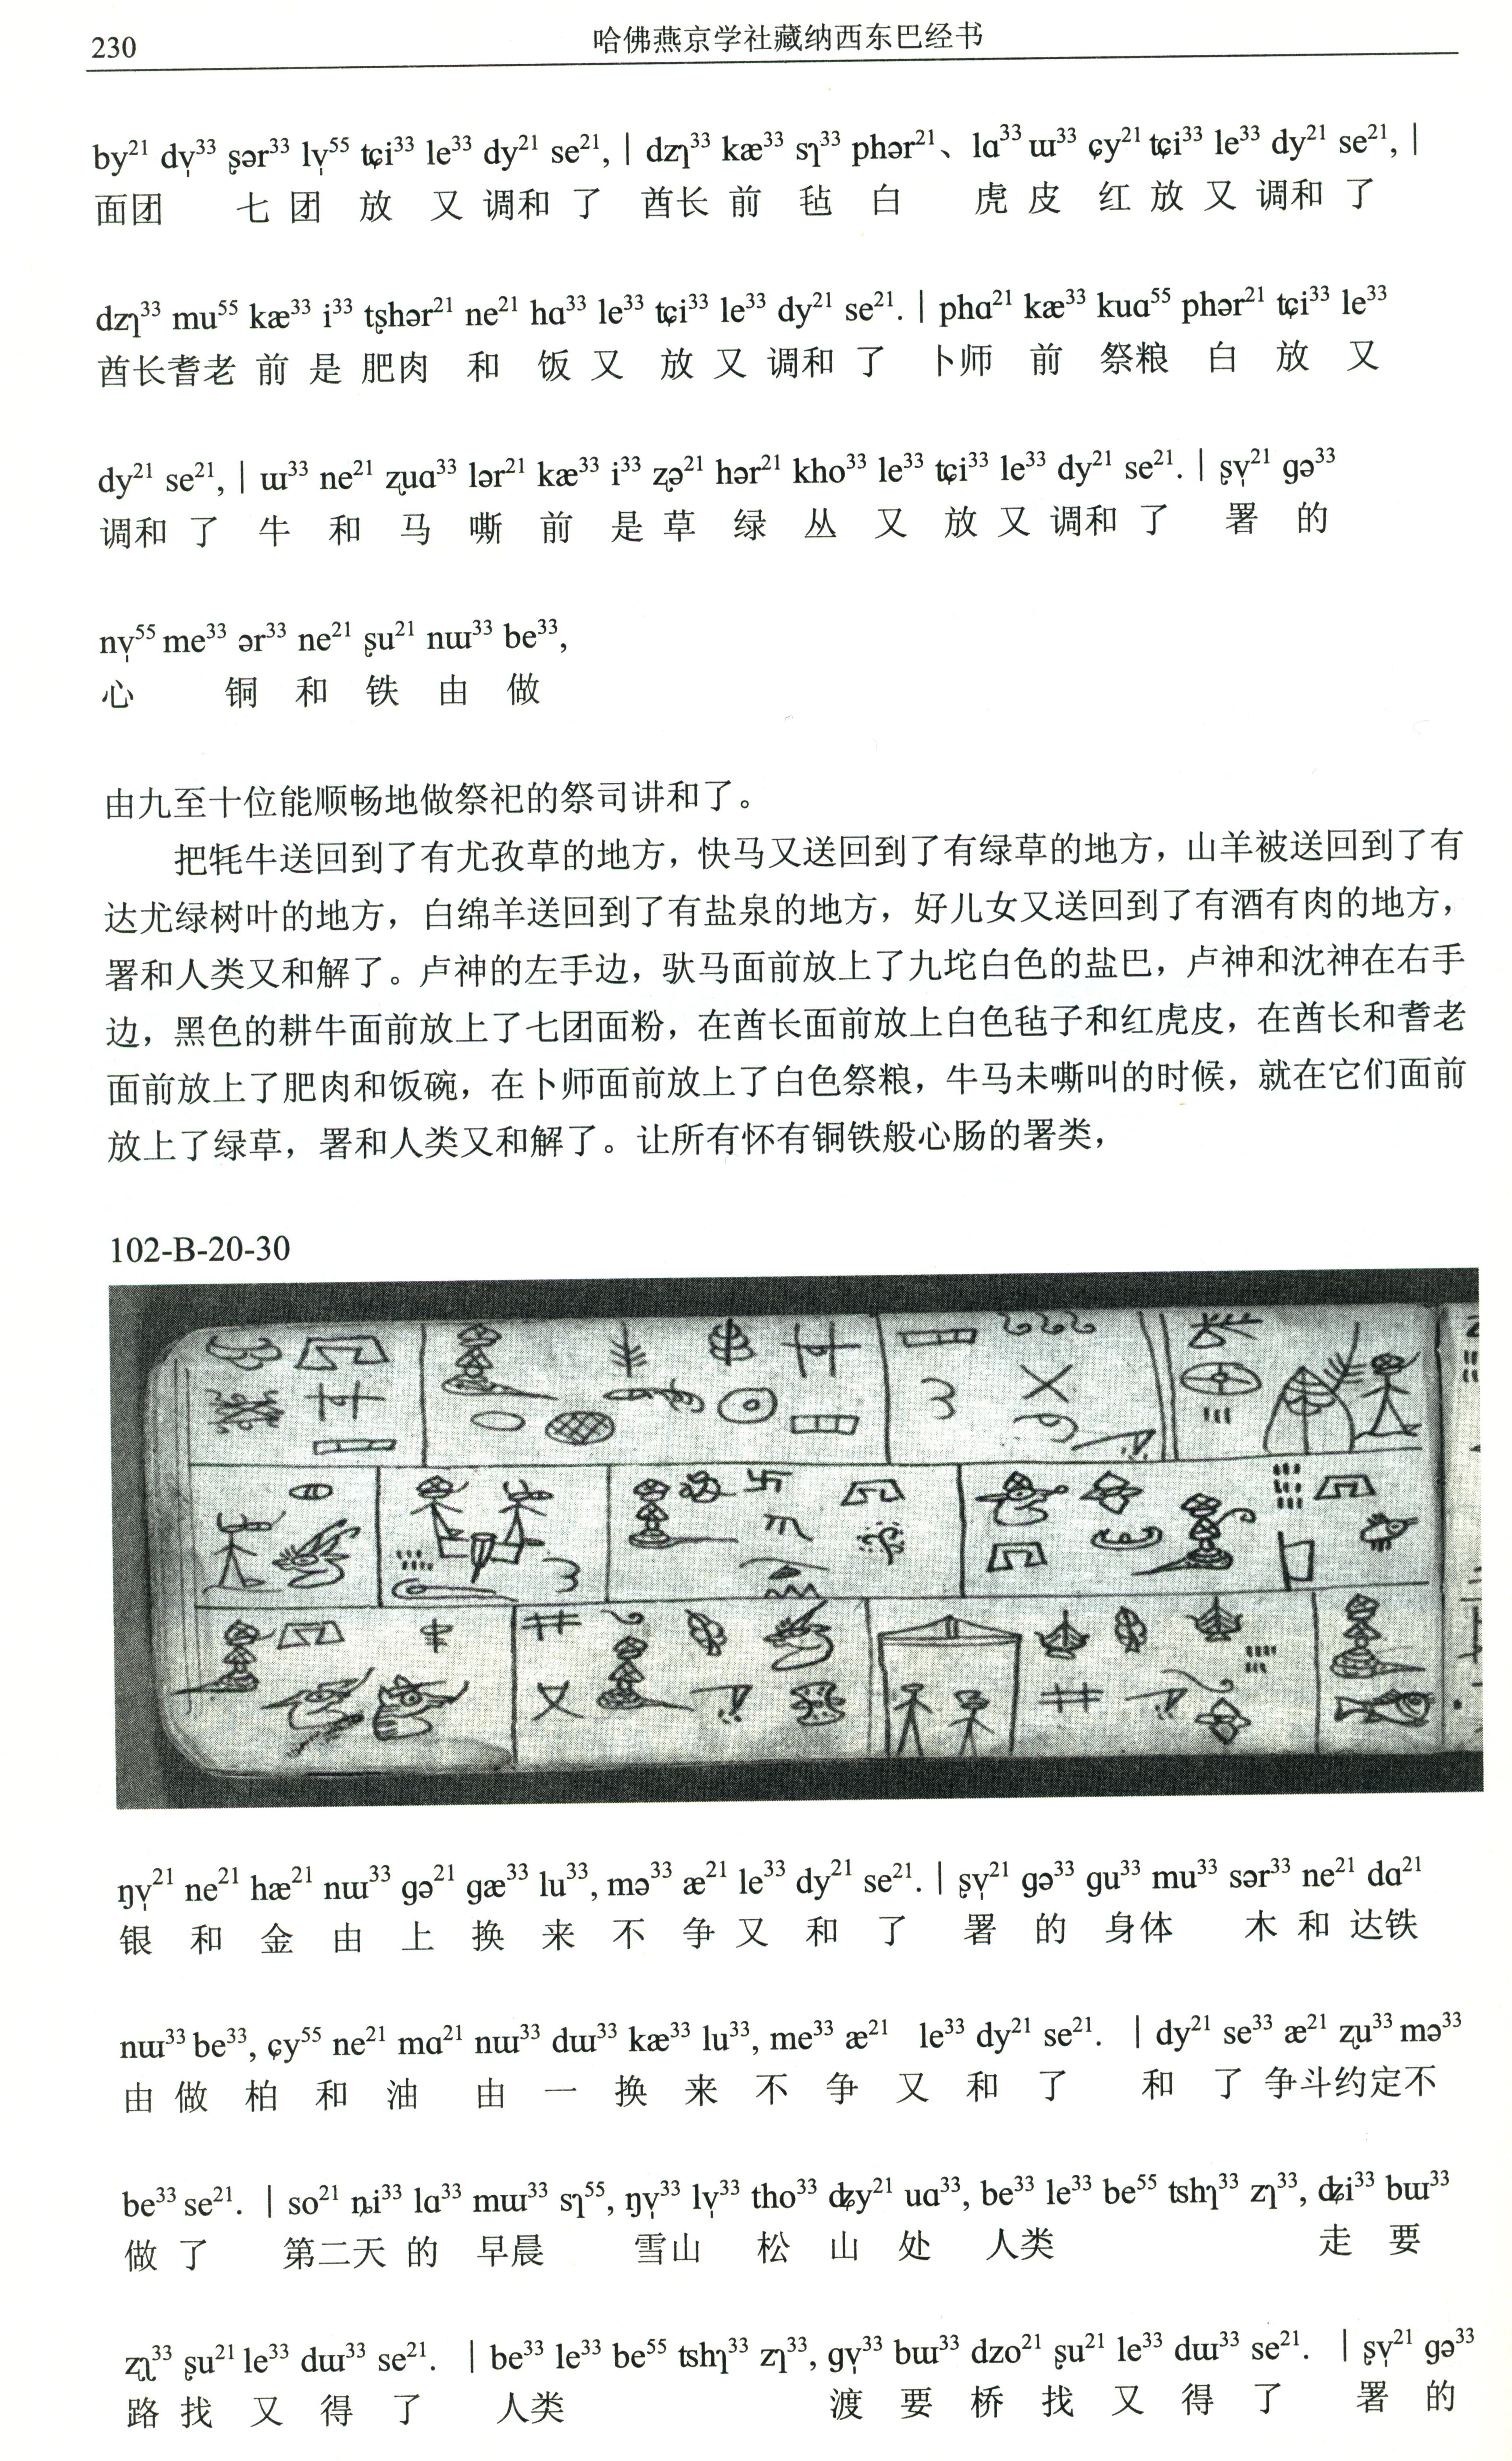 230
哈佛燕京学社藏纳西东巴经书
by²¹ dv̩³³ ʂər³³ lv̩⁵⁵ tɕi³³ le³³ dy²¹ se²¹, | dzɿ³³ kæ³³ sɿ³³ phər²¹、lɑ³³ ɯ³³ ɕy²¹ tɕi³³ le³³ dy²¹ se²¹, |
面团 七 团 放 又 调和 了 酋长 前 毡 白 虎 皮 红 放 又 调和 了
dzɿ³³ mu⁵⁵ kæ³³ i³³ tʂhər²¹ ne²¹ hɑ³³ le³³ tɕi³³ le³³ dy²¹ se²¹. | phɑ²¹ kæ³³ kuɑ⁵⁵ phər²¹ tɕi³³ le³³
酋长耆老 前 是 肥肉 和 饭 又 放 又 调和 了 卜师 前 祭粮 白 放 又
dy²¹ se²¹, | ɯ³³ ne²¹ ʐuɑ³³ lər²¹ kæ³³ i³³ ʐə²¹ hər²¹ kho³³ le³³ tɕi³³ le³³ dy²¹ se²¹. | ʂv̩²¹ gə³³
调和 了 牛 和 马 嘶 前 是 草 绿 丛 又 放 又 调和 了 署 的
nv̩⁵⁵ me³³ ər³³ ne²¹ ʂu²¹ nɯ³³ be³³,
心 铜 和 铁 由 做
由九至十位能顺畅地做祭祀的祭司讲和了。
把牦牛送回到了有尤孜草的地方，快马又送回到了有绿草的地方，山羊被送回到了有
达尤绿树叶的地方，白绵羊送回到了有盐泉的地方，好儿女又送回到了有酒有肉的地方，
署和人类又和解了。卢神的左手边，驮马面前放上了九坨白色的盐巴，卢神和沈神在右手
边，黑色的耕牛面前放上了七团面粉，在酋长面前放上白色毡子和红虎皮，在酋长和耆老
面前放上了肥肉和饭碗，在卜师面前放上了白色祭粮，牛马未嘶叫的时候，就在它们面前
放上了绿草，署和人类又和解了。让所有怀有铜铁般心肠的署类，
102-B-20-30
ŋv̩²¹ ne²¹ hæ²¹ nɯ³³ gə²¹ gæ³³ lu³³, mə³³ æ²¹ le³³ dy²¹ se²¹. | ʂv̩²¹ gə³³ gu³³ mu³³ sər³³ ne²¹ dɑ²¹
银 和 金 由 上 换 来 不 争 又 和 了 署 的 身体 木 和 达铁
nɯ³³ be³³, ɕy⁵⁵ ne²¹ mɑ²¹ nɯ³³ dɯ³³ kæ³³ lu³³, me³³ æ²¹ le³³ dy²¹ se²¹. | dy²¹ se³³ æ²¹ ʐu³³ mə³³
由 做 柏 和 油 由 一 换 来 不 争 又 和 了 和 了 争斗约定不
be³³ se²¹. | so²¹ ȵi³³ lɑ³³ mɯ³³ sɿ⁵⁵, ŋv̩³³ lv̩³³ tho³³ ʥy²¹ uɑ³³, be³³ le³³ be⁵⁵ tshɿ³³ zɿ³³, ʥi³³ bɯ³³
做 了 第二天 的 早晨 雪山 松 山 处 人类 走 要
ʐɿ³³ ʂu²¹ le³³ dɯ³³ se²¹. | be³³ le³³ be⁵⁵ tshɿ³³ zɿ³³, gv̩³³ bɯ³³ dzo²¹ ʂu²¹ le³³ dɯ³³ se²¹. | ʂv̩²¹ gə³³
路 找 又 得 了 人类 渡 要 桥 找 又 得 了 署 的